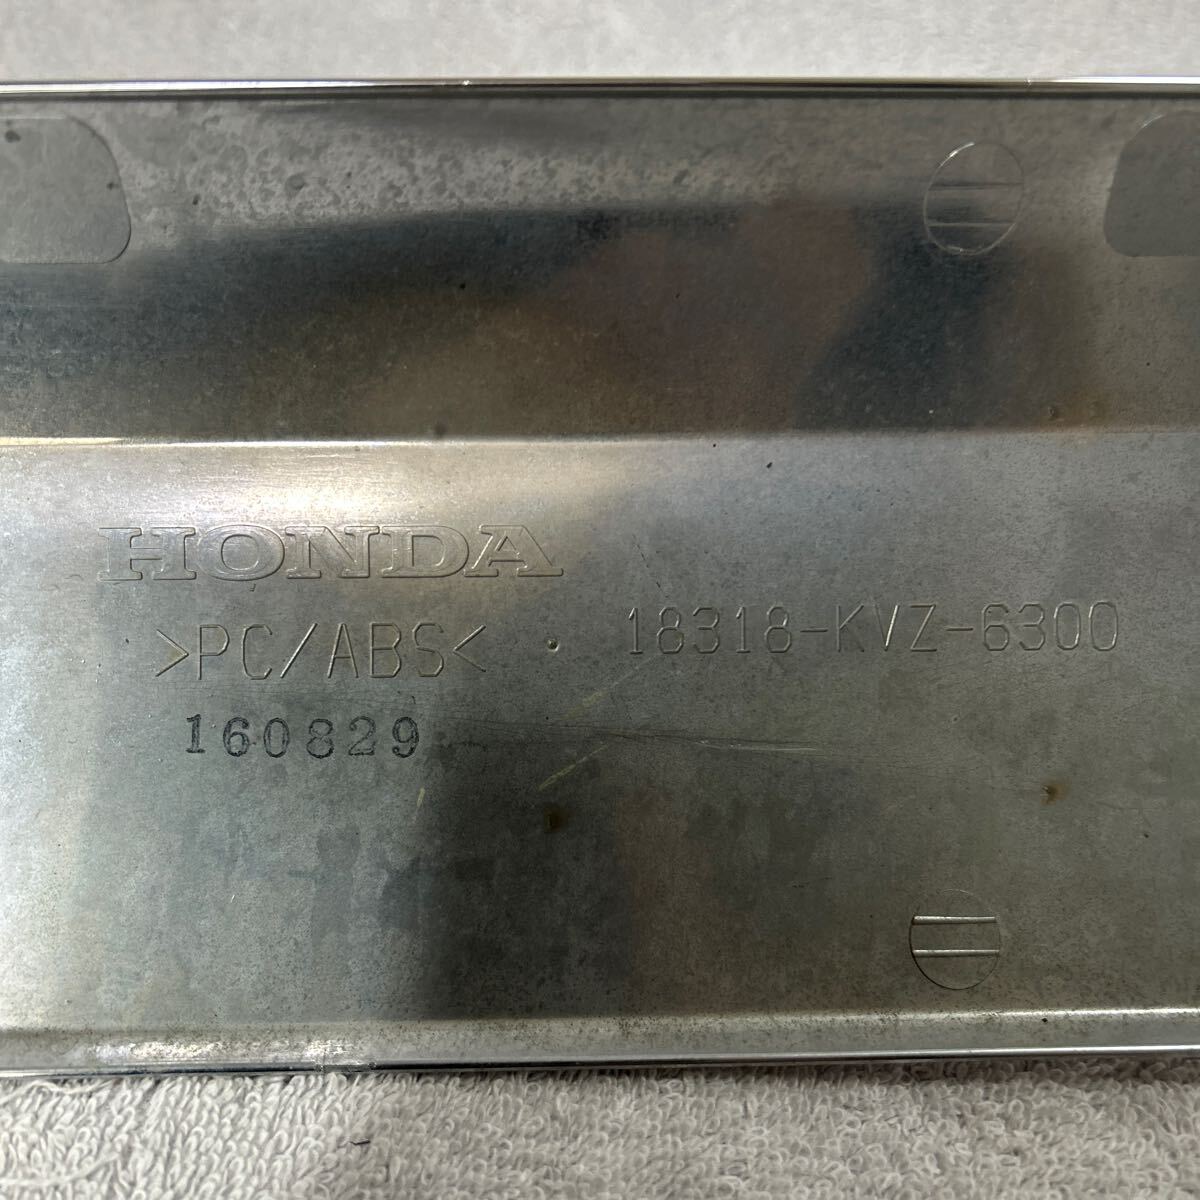 HONDA
>PC/ABS< · 18318-KVZ-6300
160829